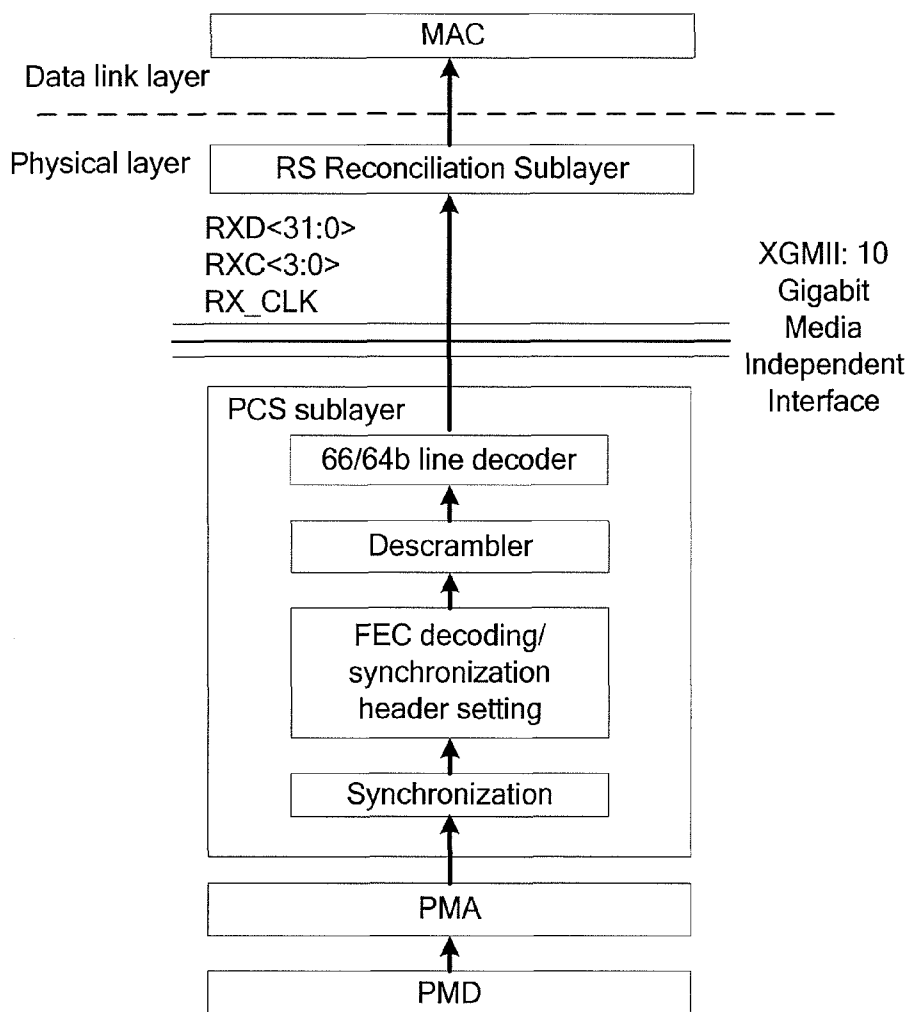 MAC
Data link layer
Physical layer
RS Reconciliation Sublayer
RXD<31:0>
RXC<3:0>
RX_CLK
XGMII: 10
Gigabit
Media
Independent
Interface
PCS sublayer
66/64b line decoder
Descrambler
FEC decoding/
synchronization
header setting
Synchronization
PMA
PMD